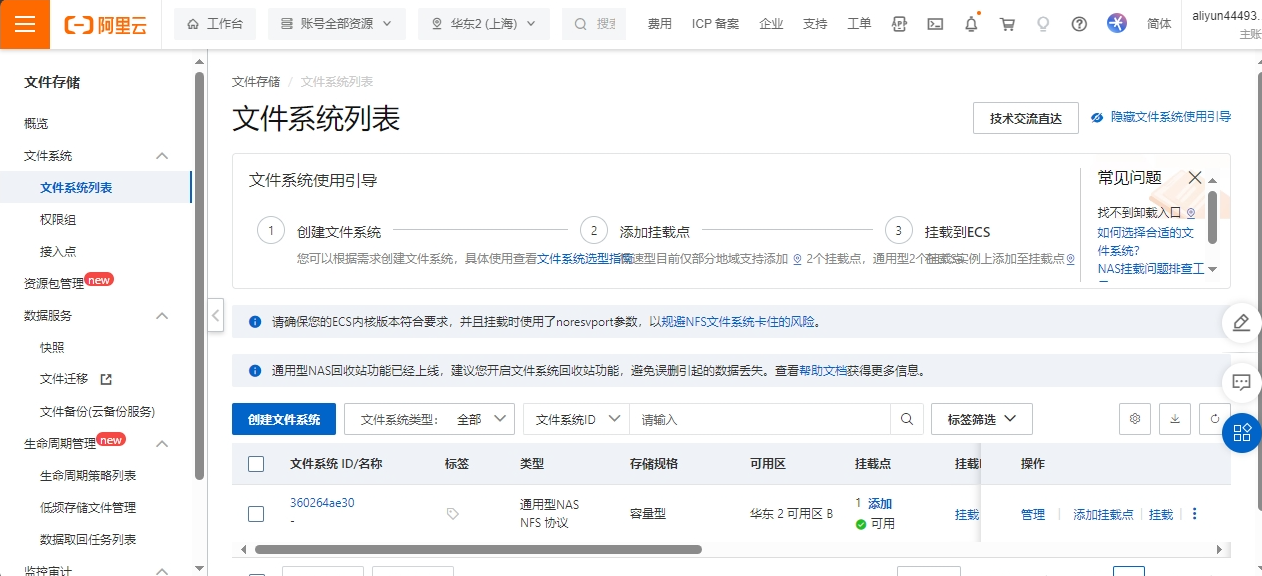 阿里云
工作台
账号全部资源
华东2 (上海)
搜
费用
ICP 备案
企业
支持
工单
简体
aliyun44493.
主账
文件存储
概览
文件系统
文件系统列表
权限组
接入点
资源包管理 new
数据服务
快照
文件迁移
文件备份(云备份服务)
生命周期管理 new
生命周期策略列表
低频存储文件管理
数据取回任务列表
监控审计
文件存储 / 文件系统列表
文件系统列表
技术交流直达
隐藏文件系统使用引导
文件系统使用引导
1 创建文件系统
您可以根据需求创建文件系统，具体使用查看文件系统选型指南
2 添加挂载点
速型目前仅部分地域支持添加 2个挂载点，通用型2个
3 挂载到ECS
实例上添加至挂载点
常见问题
找不到卸载入口
如何选择合适的文
件系统?
NAS挂载问题排查工
请确保您的ECS内核版本符合要求，并且挂载时使用了noresvport参数，以规避NFS文件系统卡住的风险。
通用型NAS回收站功能已经上线，建议您开启文件系统回收站功能，避免误删引起的数据丢失。查看帮助文档获得更多信息。
创建文件系统
文件系统类型: 全部
文件系统ID
请输入
标签筛选
文件系统 ID/名称
标签
类型
存储规格
可用区
挂载点
挂载
操作
360264ae30
-
通用型NAS
NFS 协议
容量型
华东 2 可用区 B
1 添加
可用
挂载
管理
添加挂载点
挂载